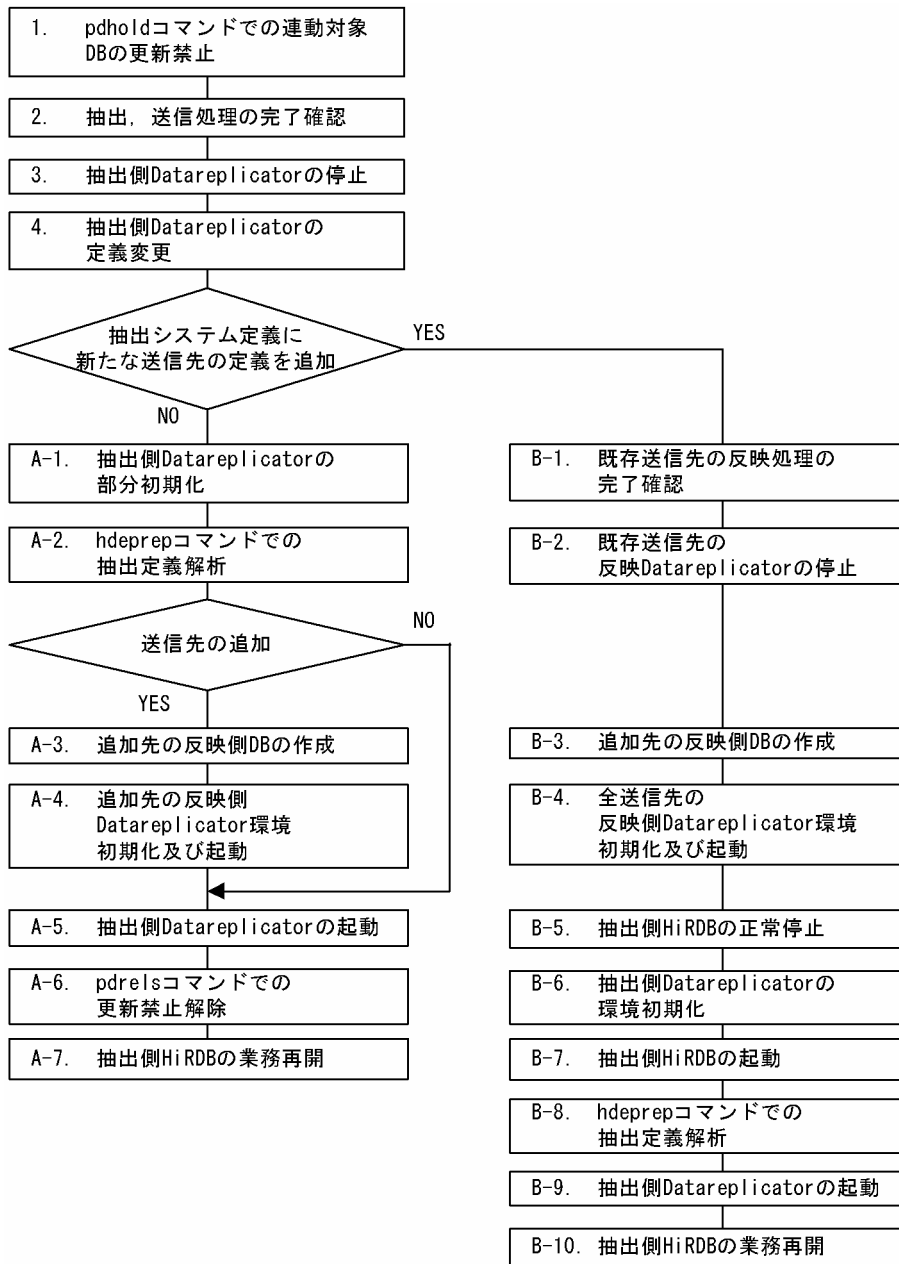 1. pdholdコマンドでの連動対象
DBの更新禁止
2. 抽出，送信処理の完了確認
3. 抽出側Datareplicatorの停止
4. 抽出側Datareplicatorの
定義変更
抽出システム定義に
新たな送信先の定義を追加
YES
NO
A-1. 抽出側Datareplicatorの
部分初期化
A-2. hdeprepコマンドでの
抽出定義解析
送信先の追加
NO
YES
A-3. 追加先の反映側DBの作成
A-4. 追加先の反映側
Datareplicator環境
初期化及び起動
A-5. 抽出側Datareplicatorの起動
A-6. pdrelsコマンドでの
更新禁止解除
A-7. 抽出側HiRDBの業務再開
B-1. 既存送信先の反映処理の
完了確認
B-2. 既存送信先の
反映Datareplicatorの停止
B-3. 追加先の反映側DBの作成
B-4. 全送信先の
反映側Datareplicator環境
初期化及び起動
B-5. 抽出側HiRDBの正常停止
B-6. 抽出側Datareplicatorの
環境初期化
B-7. 抽出側HiRDBの起動
B-8. hdeprepコマンドでの
抽出定義解析
B-9. 抽出側Datareplicatorの起動
B-10. 抽出側HiRDBの業務再開